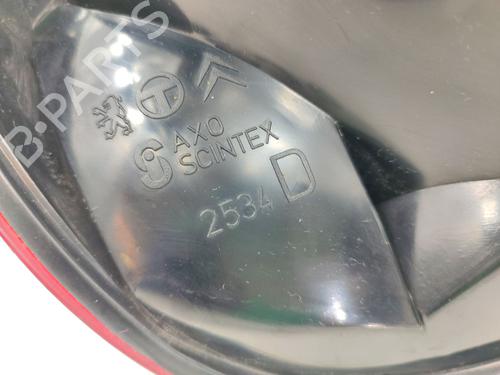 B-PARTS
AXO
SCINTEX
2534 D